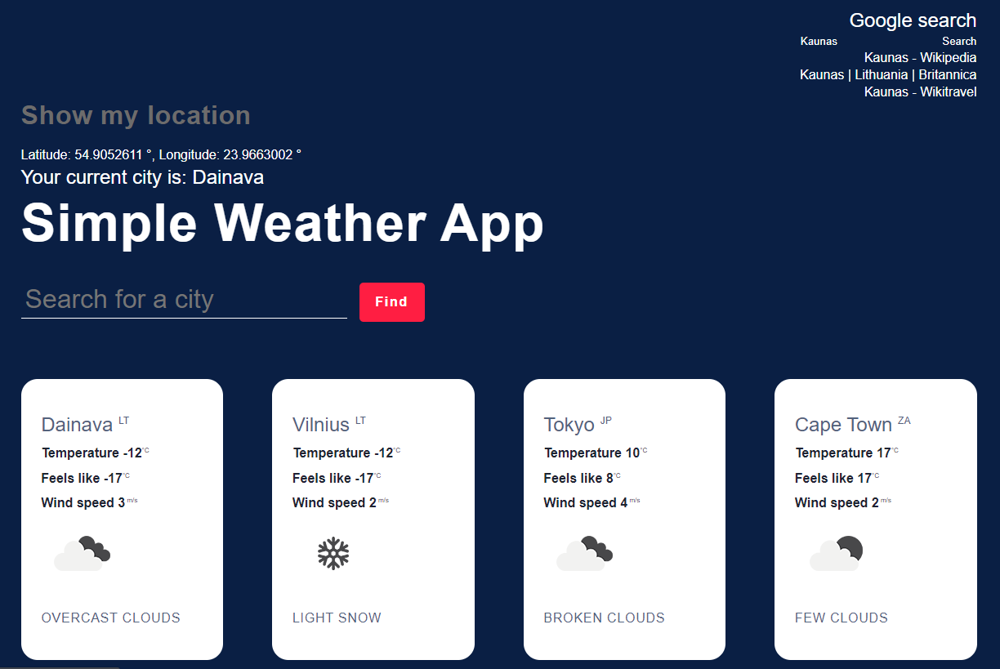 Google search
Kaunas Search
Kaunas - Wikipedia
Kaunas | Lithuania | Britannica
Kaunas - Wikitravel
Show my location
Latitude: 54.9052611 °, Longitude: 23.9663002 °
Your current city is: Dainava
Simple Weather App
Search for a city
Find
Dainava LT
Temperature -12°C
Feels like -17°C
Wind speed 3 m/s
OVERCAST CLOUDS
Vilnius LT
Temperature -12°C
Feels like -17°C
Wind speed 2 m/s
LIGHT SNOW
Tokyo JP
Temperature 10°C
Feels like 8°C
Wind speed 4 m/s
BROKEN CLOUDS
Cape Town ZA
Temperature 17°C
Feels like 17°C
Wind speed 2 m/s
FEW CLOUDS